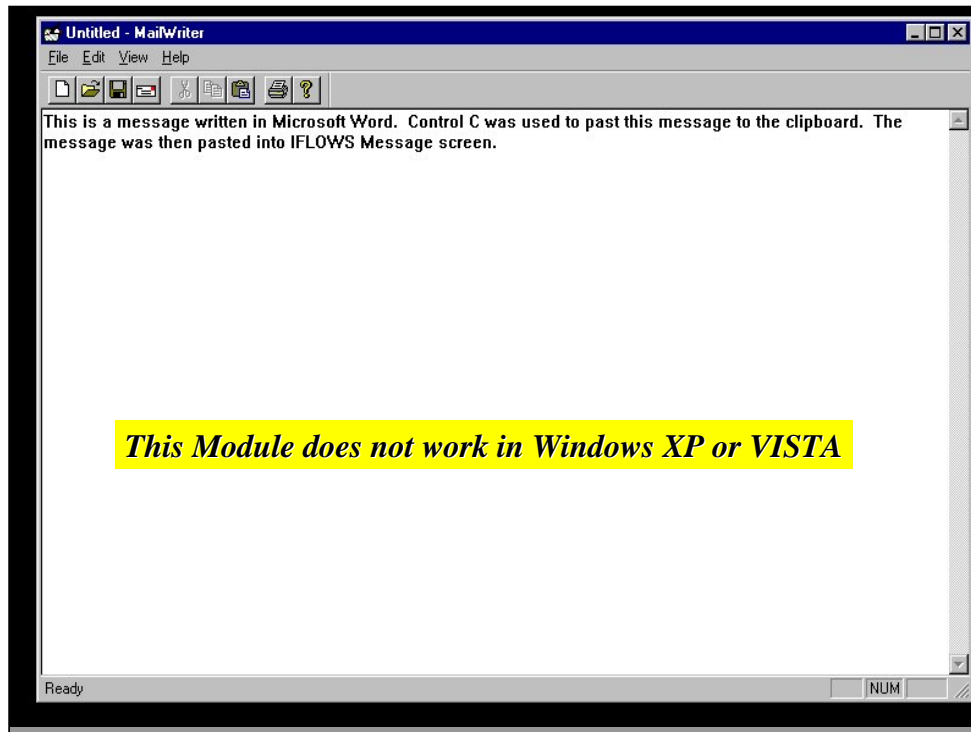 Untitled - MailWriter
File Edit View Help
This is a message written in Microsoft Word. Control C was used to past this message to the clipboard. The
message was then pasted into IFLOWS Message screen.
This Module does not work in Windows XP or VISTA
Ready NUM